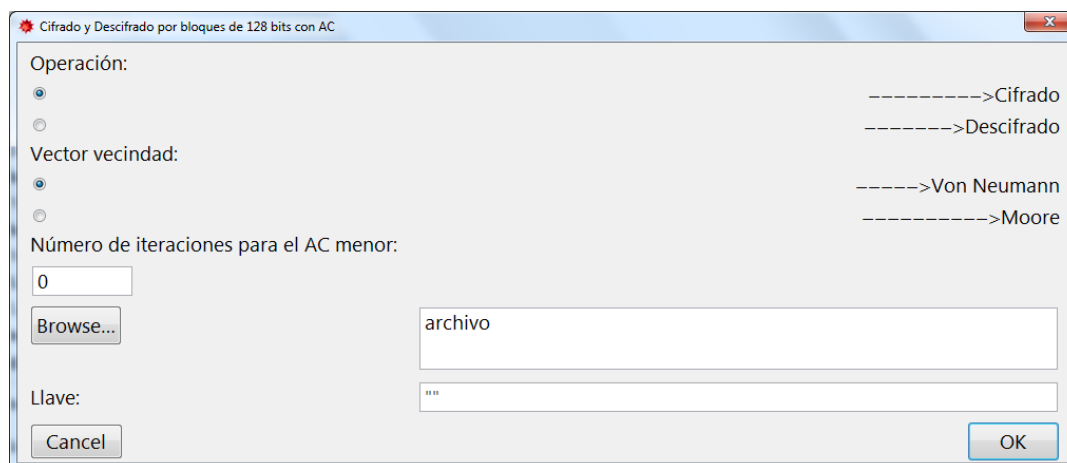 Cifrado y Descifrado por bloques de 128 bits con AC
Operación:
--------->Cifrado
------->Descifrado
Vector vecindad:
----->Von Neumann
---------->Moore
Número de iteraciones para el AC menor:
0
Browse... archivo
Llave: ""
Cancel OK